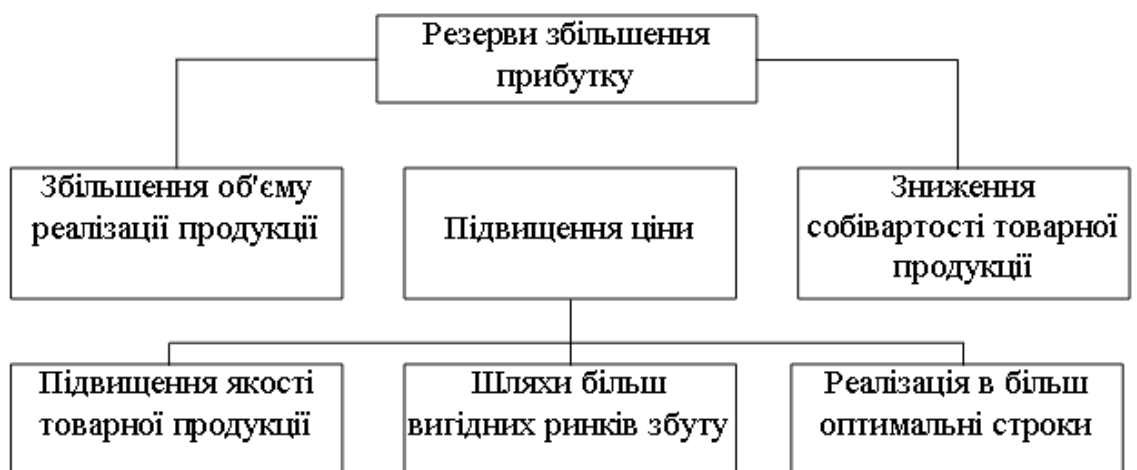 Резерви збільшення
прибутку
Збільшення об'єму
реалізації продукції
Підвищення ціни
Зниження
собівартості товарної
продукції
Підвищення якості
товарної продукції
Шляхи більш
вигідних ринків збуту
Реалізація в більш
оптимальні строки